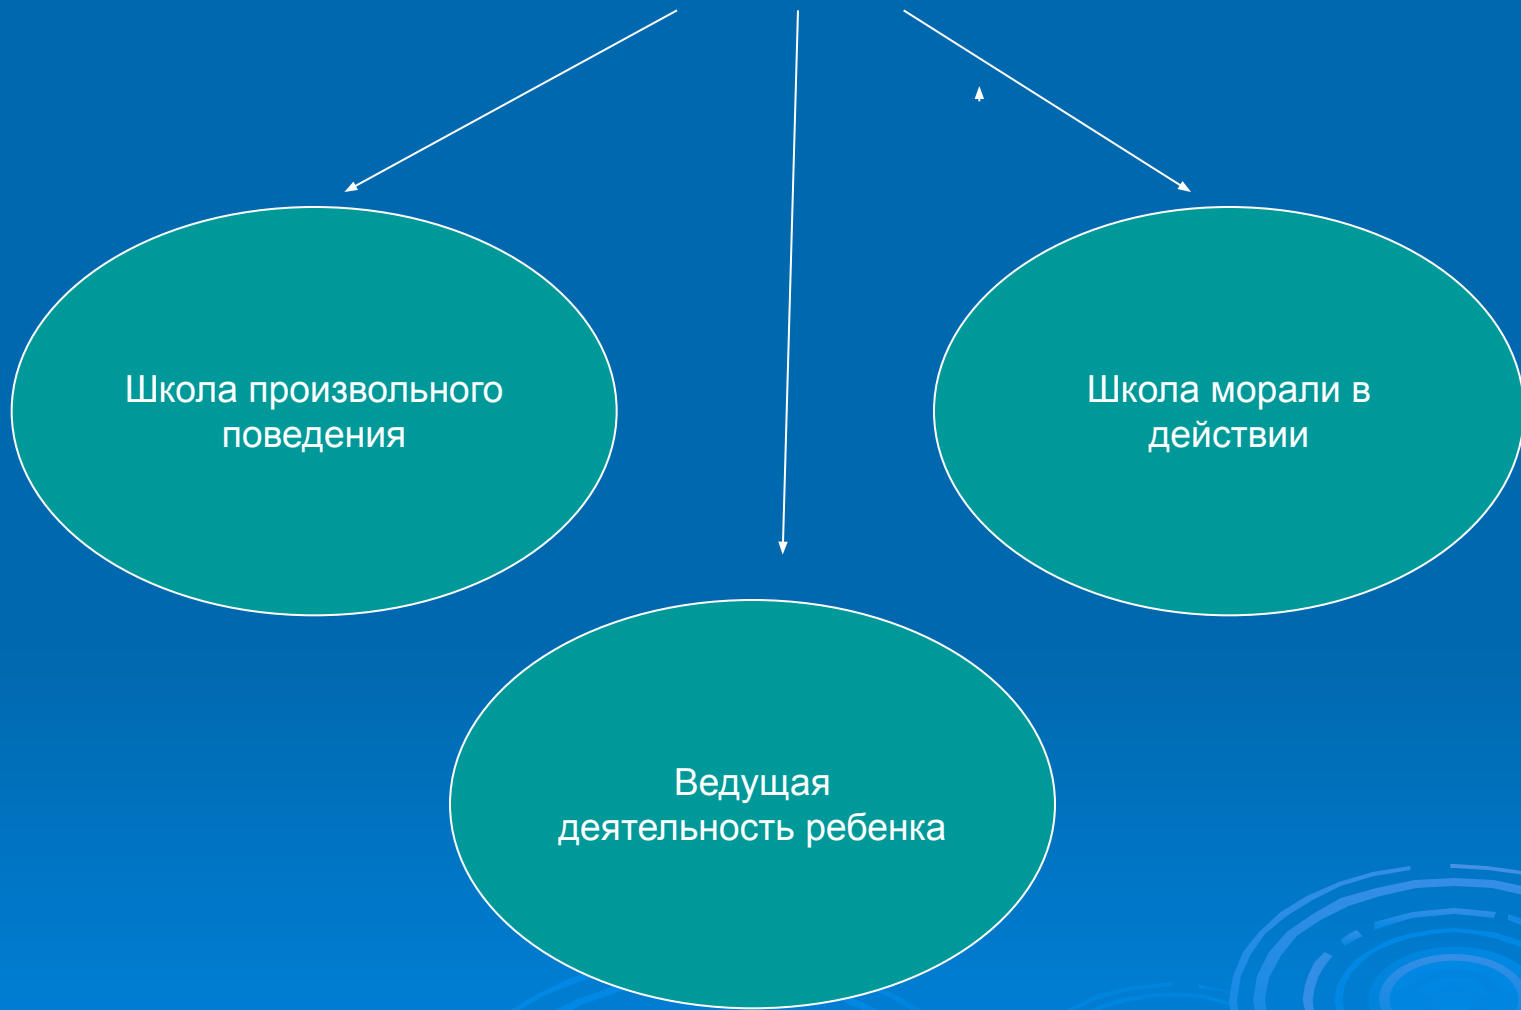 Школа произвольного
поведения
Школа морали в
действии
Ведущая
деятельность ребенка